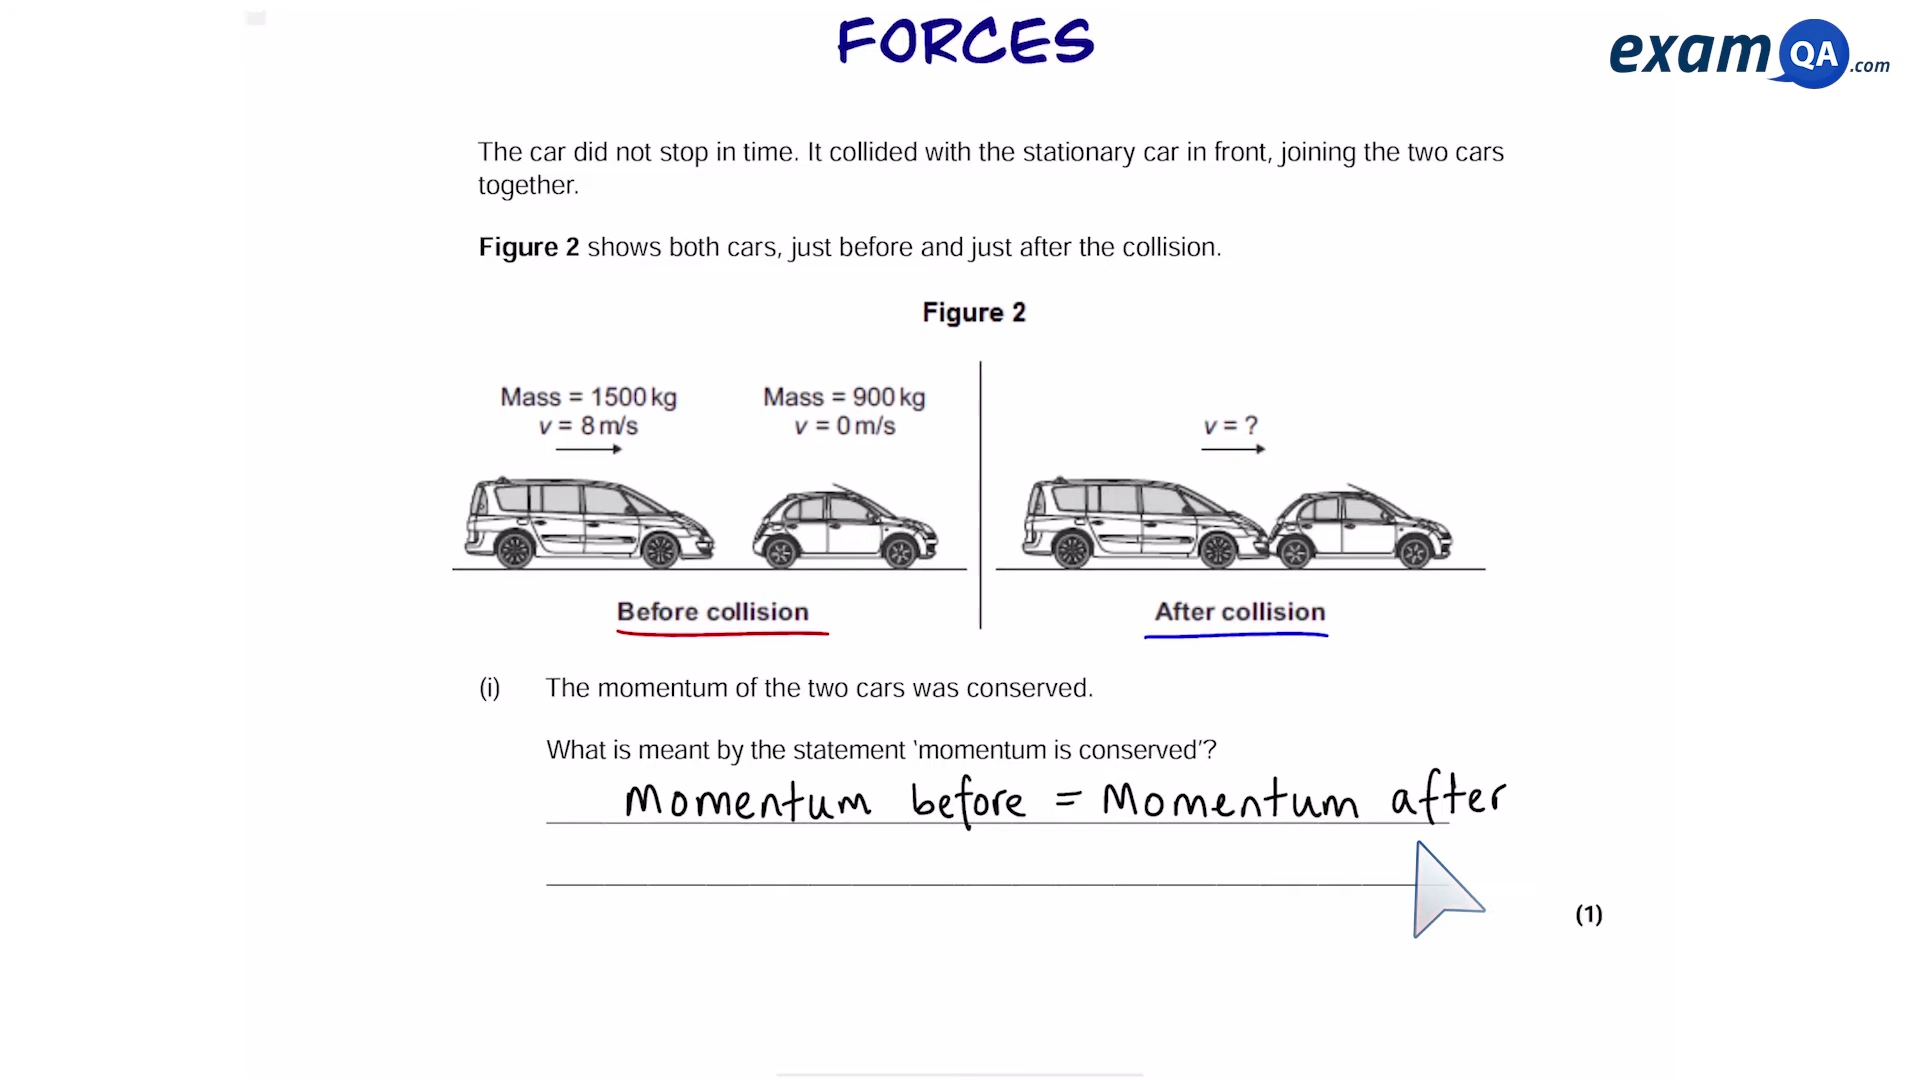 FORCES
examQA.com
The car did not stop in time. It collided with the stationary car in front, joining the two cars
together.
Figure 2 shows both cars, just before and just after the collision.
Figure 2
Mass = 1500 kg
v = 8 m/s
Mass = 900 kg
v = 0 m/s
v = ?
Before collision
After collision
(i) The momentum of the two cars was conserved.
What is meant by the statement 'momentum is conserved'?
Momentum before = Momentum after
(1)